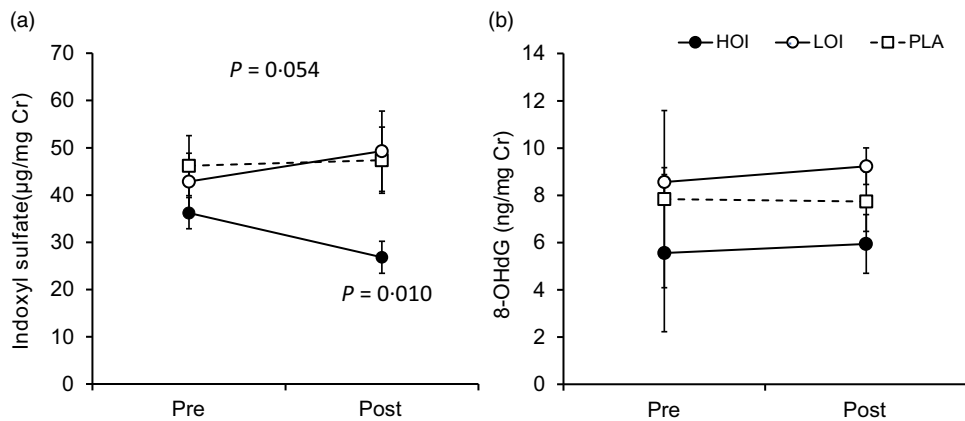 (a)
70
60
50
40
30
20
10
0
Indoxyl sulfate(µg/mg Cr)
P = 0·054
P = 0·010
Pre
Post
(b)
14
12
10
8
6
4
2
0
8-OHdG (ng/mg Cr)
HOI
LOI
PLA
Pre
Post